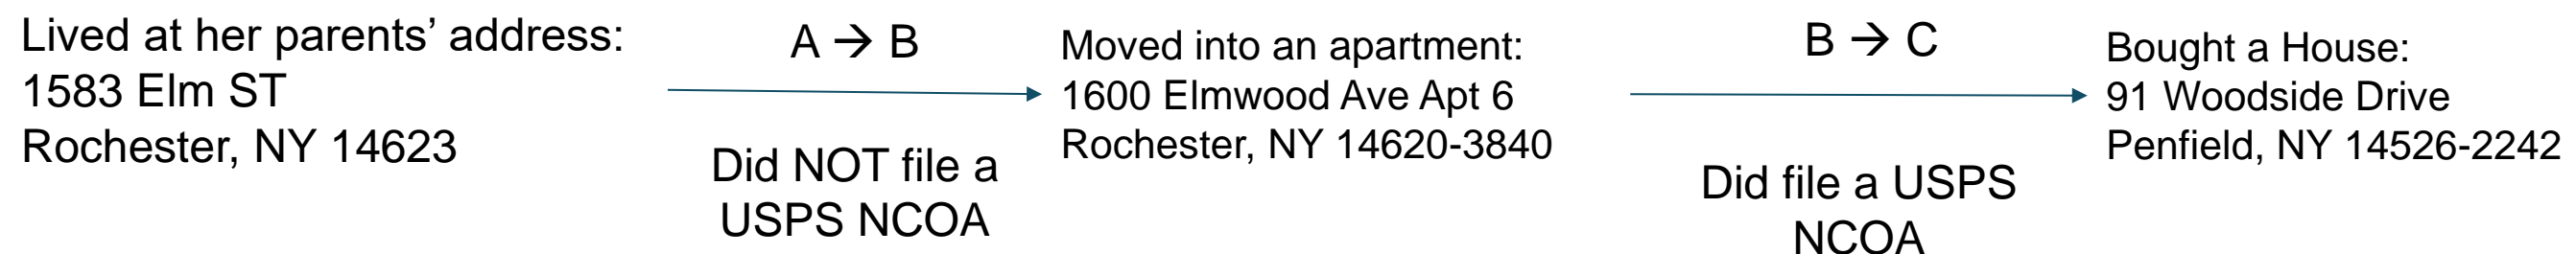 Lived at her parents’ address:
1583 Elm ST
Rochester, NY 14623
A → B
Did NOT file a
USPS NCOA
Moved into an apartment:
1600 Elmwood Ave Apt 6
Rochester, NY 14620-3840
B → C
Did file a USPS
NCOA
Bought a House:
91 Woodside Drive
Penfield, NY 14526-2242